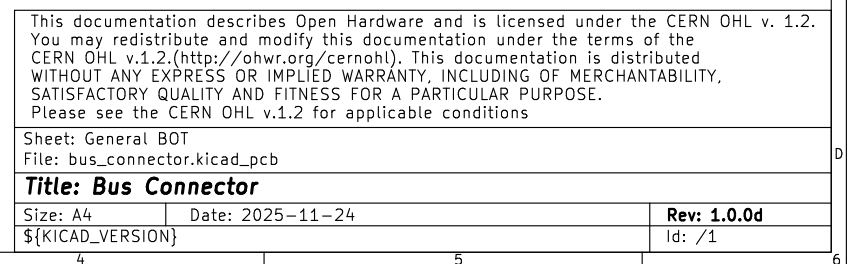 This documentation describes Open Hardware and is licensed under the CERN OHL v. 1.2.
You may redistribute and modify this documentation under the terms of the
CERN OHL v.1.2.(http://ohwr.org/cernohl). This documentation is distributed
WITHOUT ANY EXPRESS OR IMPLIED WARRANTY, INCLUDING OF MERCHANTABILITY,
SATISFACTORY QUALITY AND FITNESS FOR A PARTICULAR PURPOSE.
Please see the CERN OHL v.1.2 for applicable conditions
Sheet: General BOT
File: bus_connector.kicad_pcb
D
Title: Bus Connector
Size: A4 Date: 2025-11-24 Rev: 1.0.0d
${KICAD_VERSION} Id: /1
4 5 6